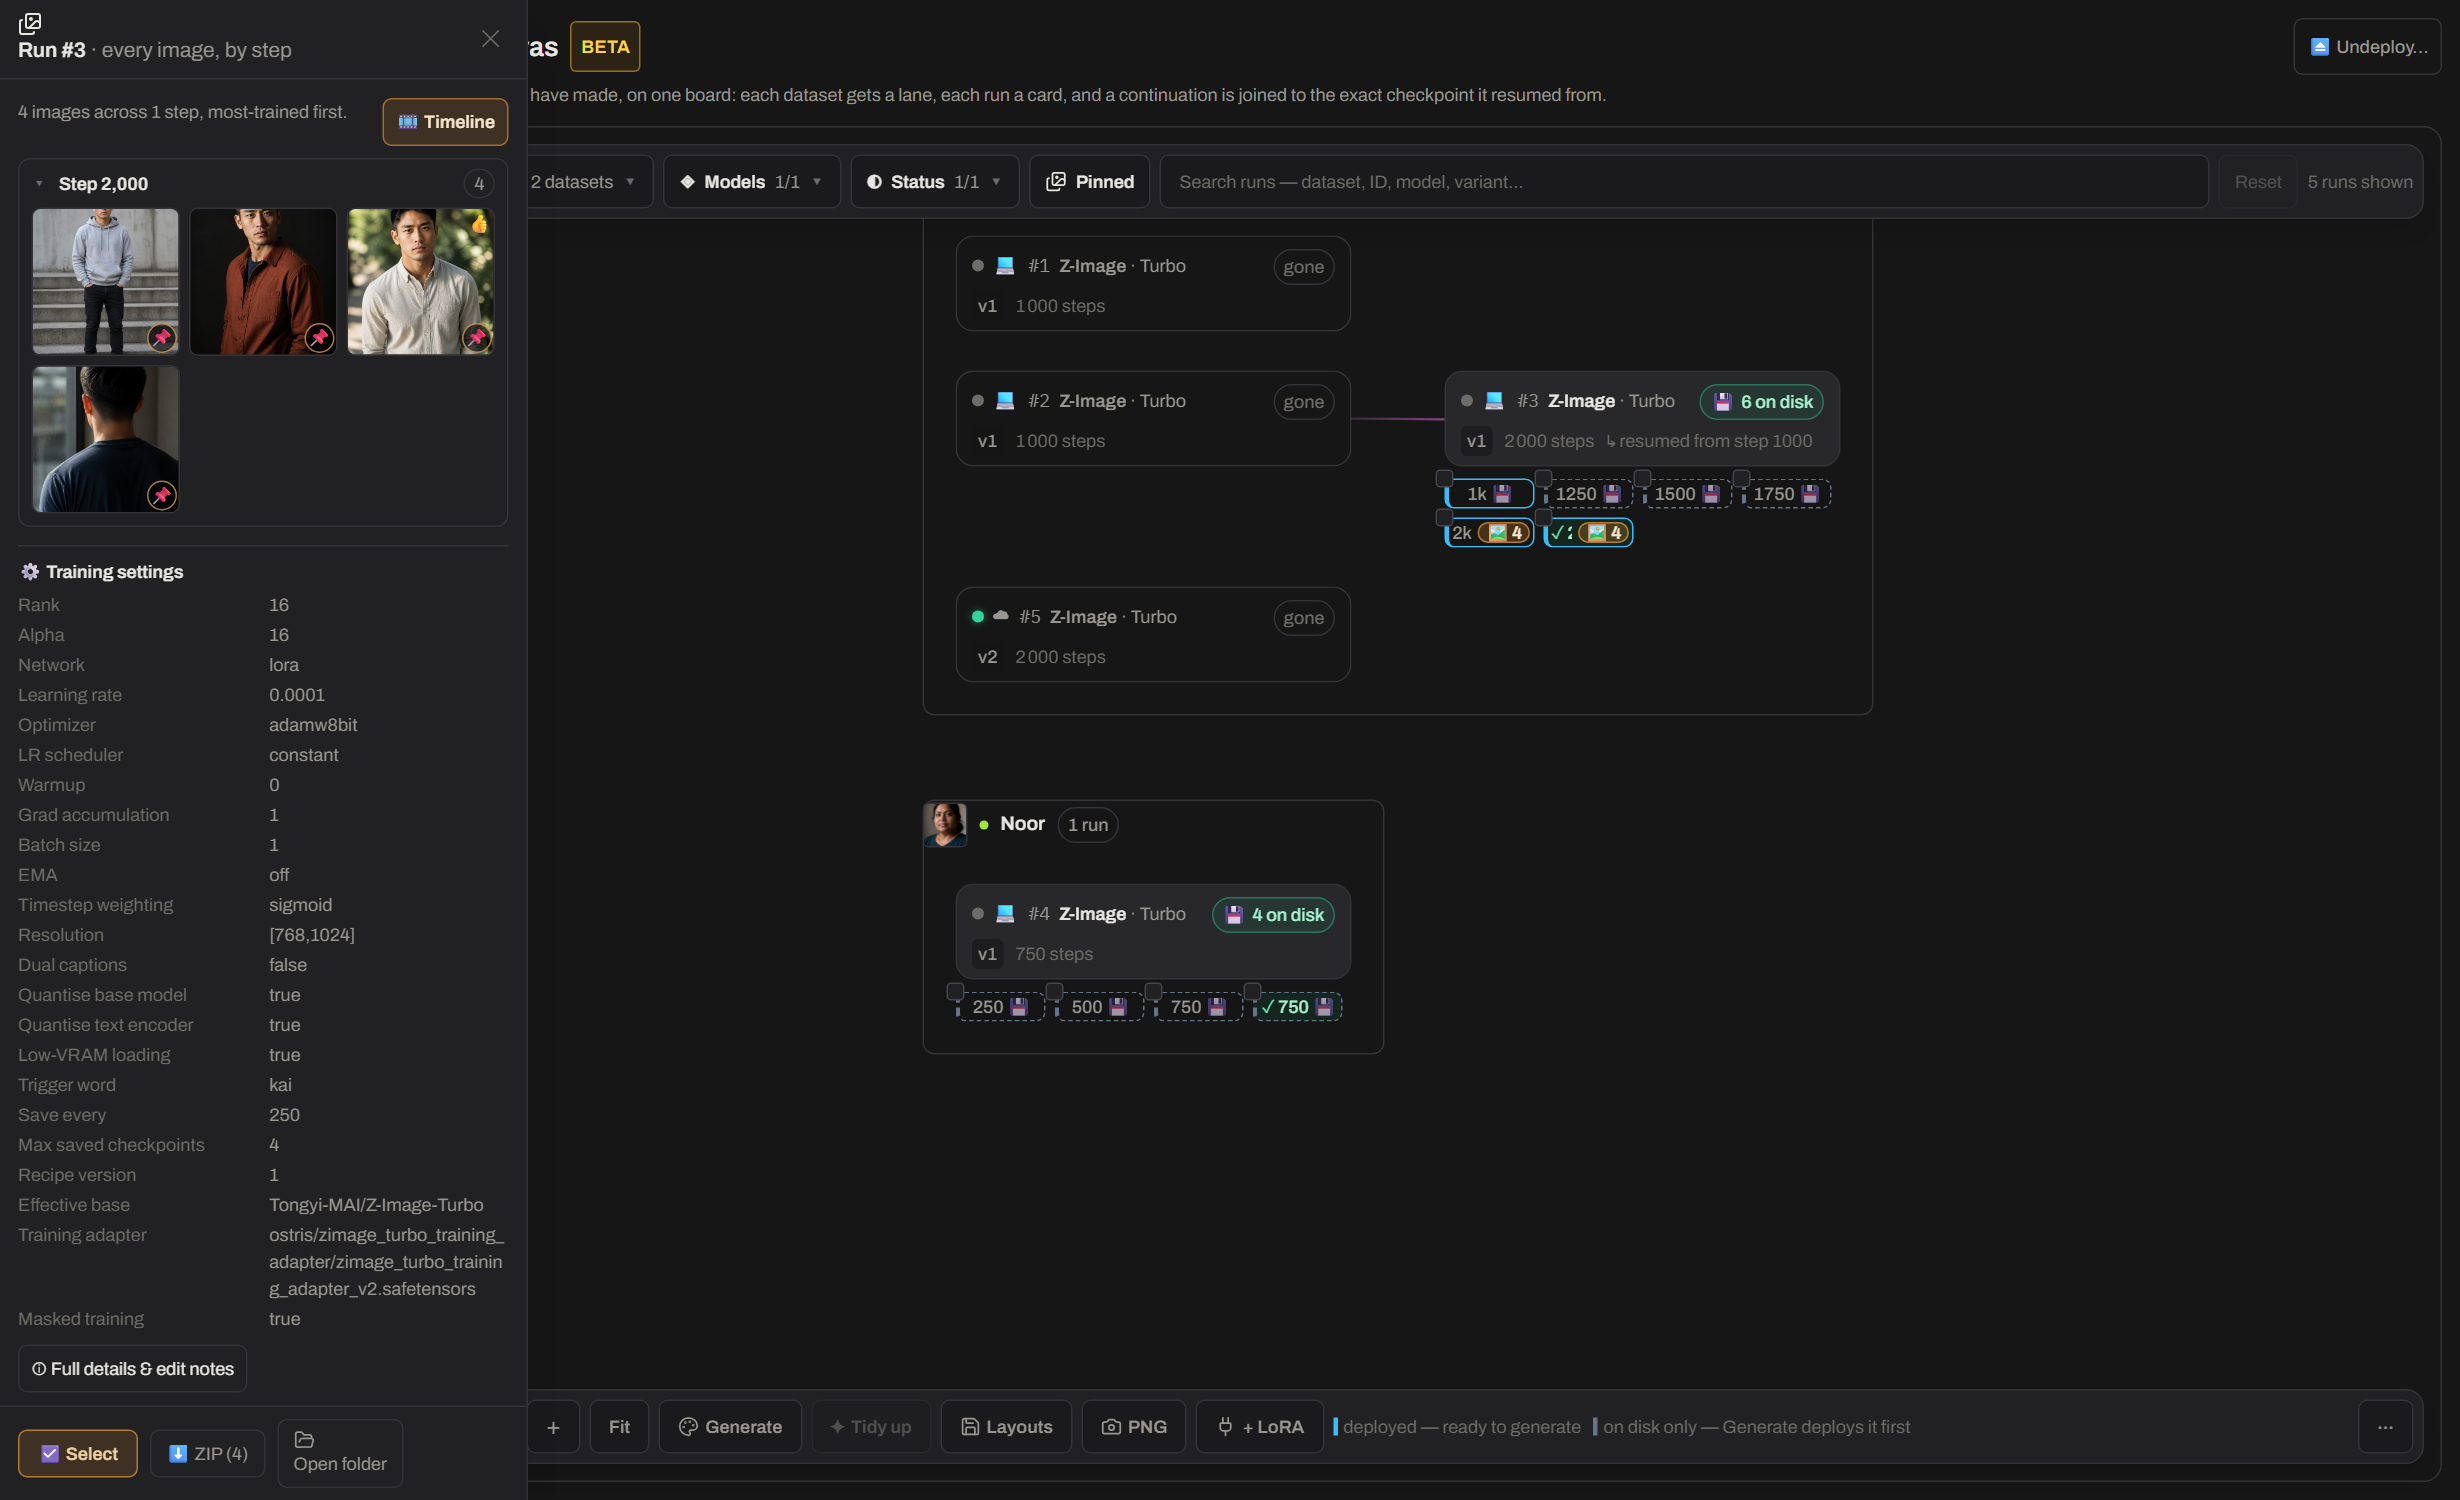 Run #3 · every image, by step
4 images across 1 step, most-trained first.
Timeline
Step 2,000
4
Training settings
Rank 16
Alpha 16
Network lora
Learning rate 0.0001
Optimizer adamw8bit
LR scheduler constant
Warmup 0
Grad accumulation 1
Batch size 1
EMA off
Timestep weighting sigmoid
Resolution [768,1024]
Dual captions false
Quantise base model true
Quantise text encoder true
Low-VRAM loading true
Trigger word kai
Save every 250
Max saved checkpoints 4
Recipe version 1
Effective base Tongyi-MAI/Z-Image-Turbo
Training adapter ostris/zimage_turbo_training_
adapter/zimage_turbo_trainin
g_adapter_v2.safetensors
Masked training true
Full details & edit notes
Select
ZIP (4)
Open folder
as BETA
Undeploy...
have made, on one board: each dataset gets a lane, each run a card, and a continuation is joined to the exact checkpoint it resumed from.
2 datasets ▾
Models 1/1 ▾
Status 1/1 ▾
Pinned
Search runs — dataset, ID, model, variant...
Reset
5 runs shown
#1 Z-Image · Turbo gone
v1 1000 steps
#2 Z-Image · Turbo gone
v1 1000 steps
#3 Z-Image · Turbo 6 on disk
v1 2000 steps ↳ resumed from step 1000
1k 1250 1500 1750
2k 4 ✓ 4
#5 Z-Image · Turbo gone
v2 2000 steps
Noor 1 run
#4 Z-Image · Turbo 4 on disk
v1 750 steps
250 500 750 ✓750
+
Fit
Generate
Tidy up
Layouts
PNG
+ LoRA
deployed — ready to generate
on disk only — Generate deploys it first
...